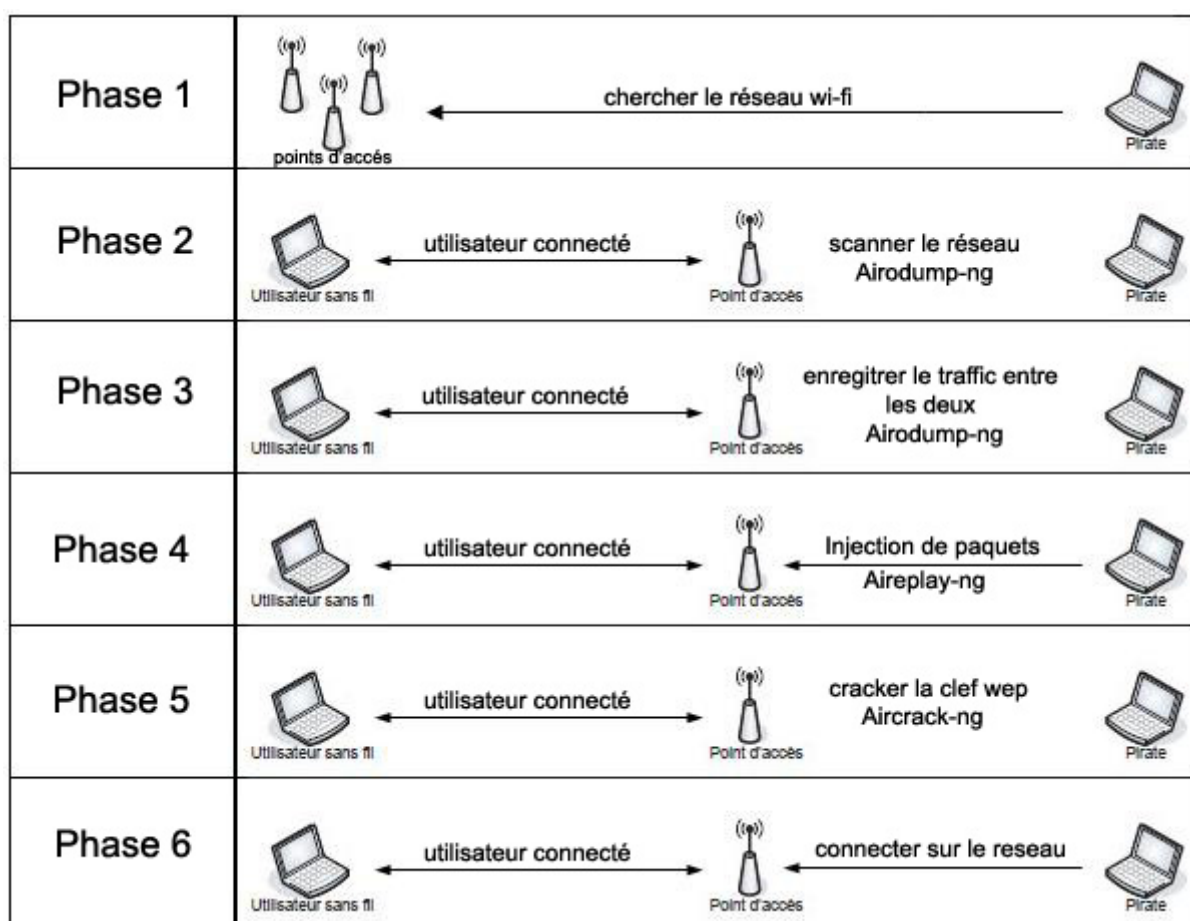 Phase 1
chercher le réseau wi-fi
points d'accés
Pirate
Phase 2
utilisateur connecté
scanner le réseau
Airodump-ng
Utilisateur sans fil
Point d'accès
Pirate
Phase 3
utilisateur connecté
enregitrer le traffic entre
les deux
Airodump-ng
Utilisateur sans fil
Point d'accès
Pirate
Phase 4
utilisateur connecté
Injection de paquets
Aireplay-ng
Utilisateur sans fil
Point d'accès
Pirate
Phase 5
utilisateur connecté
cracker la clef wep
Aircrack-ng
Utilisateur sans fil
Point d'accès
Pirate
Phase 6
utilisateur connecté
connecter sur le reseau
Utilisateur sans fil
Point d'accès
Pirate